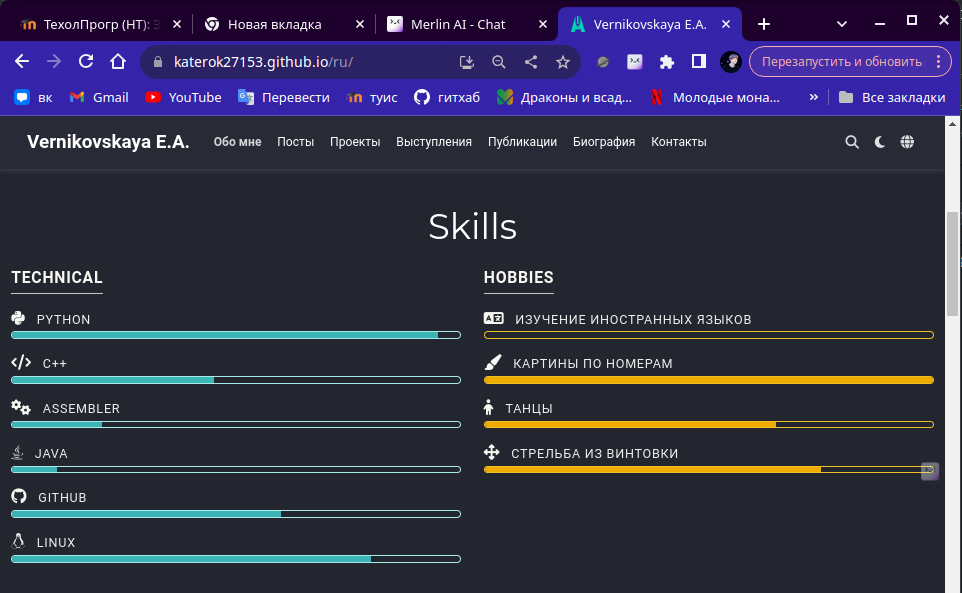 ТехолПрогр (НТ):
Новая вкладка
Merlin AI - Chat
Vernikovskaya E.A.
katerok27153.github.io/ru/
Перезапустить и обновить
вк
Gmail
YouTube
Перевести
туис
гитхаб
Драконы и всад...
Молодые мона...
»
Все закладки
Vernikovskaya E.A.
Обо мне
Посты
Проекты
Выступления
Публикации
Биография
Контакты
Skills
TECHNICAL
PYTHON
C++
ASSEMBLER
JAVA
GITHUB
LINUX
HOBBIES
ИЗУЧЕНИЕ ИНОСТРАННЫХ ЯЗЫКОВ
КАРТИНЫ ПО НОМЕРАМ
ТАНЦЫ
СТРЕЛЬБА ИЗ ВИНТОВКИ